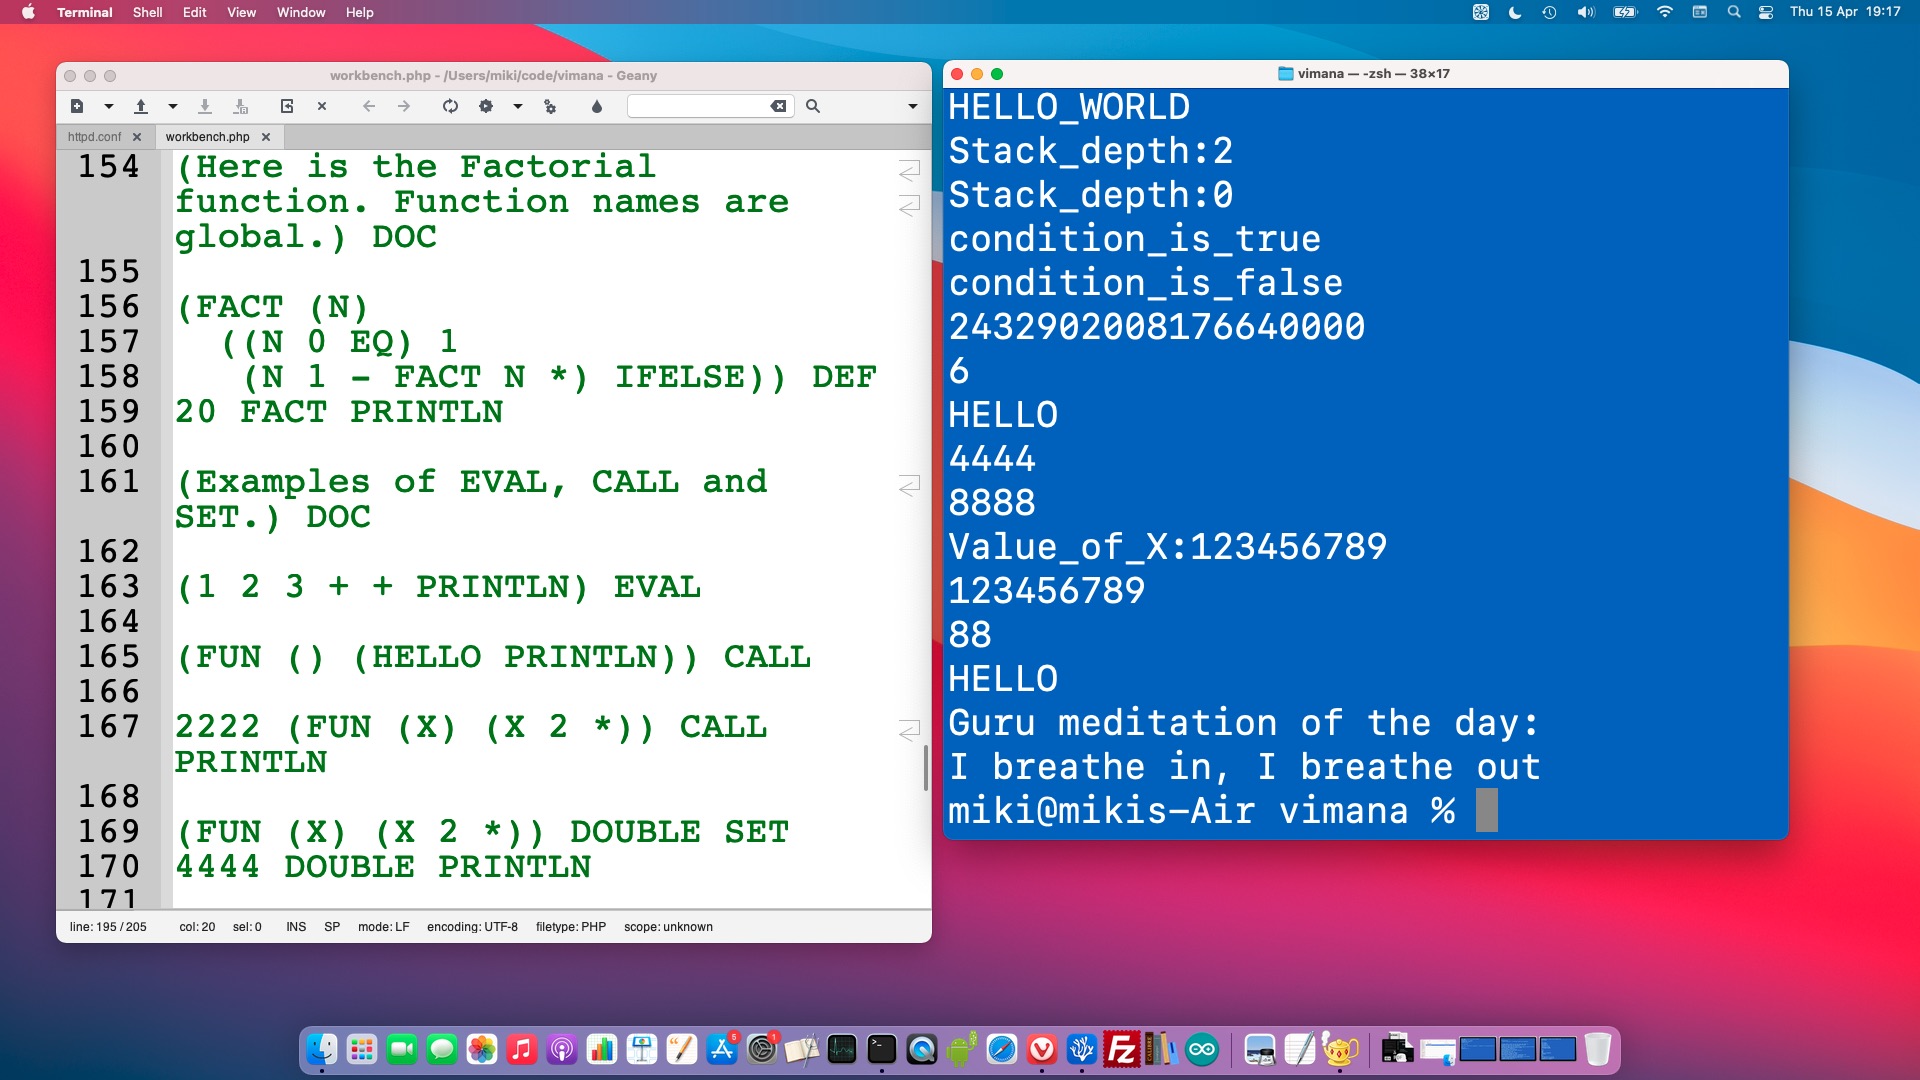 Terminal Shell Edit View Window Help
Thu 15 Apr 19:17
workbench.php - /Users/miki/code/vimana - Geany
httpd.conf
workbench.php
154 (Here is the Factorial
function. Function names are
global.) DOC
155
156 (FACT (N)
157 ((N 0 EQ) 1
158 (N 1 - FACT N *) IFELSE)) DEF
159 20 FACT PRINTLN
160
161 (Examples of EVAL, CALL and
SET.) DOC
162
163 (1 2 3 + + PRINTLN) EVAL
164
165 (FUN () (HELLO PRINTLN)) CALL
166
167 2222 (FUN (X) (X 2 *)) CALL
PRINTLN
168
169 (FUN (X) (X 2 *)) DOUBLE SET
170 4444 DOUBLE PRINTLN
171
line: 195 / 205 col: 20 sel: 0 INS SP mode: LF encoding: UTF-8 filetype: PHP scope: unknown
vimana — -zsh — 38×17
HELLO_WORLD
Stack_depth:2
Stack_depth:0
condition_is_true
condition_is_false
2432902008176640000
6
HELLO
4444
8888
Value_of_X:123456789
123456789
88
HELLO
Guru meditation of the day:
I breathe in, I breathe out
miki@mikis-Air vimana %